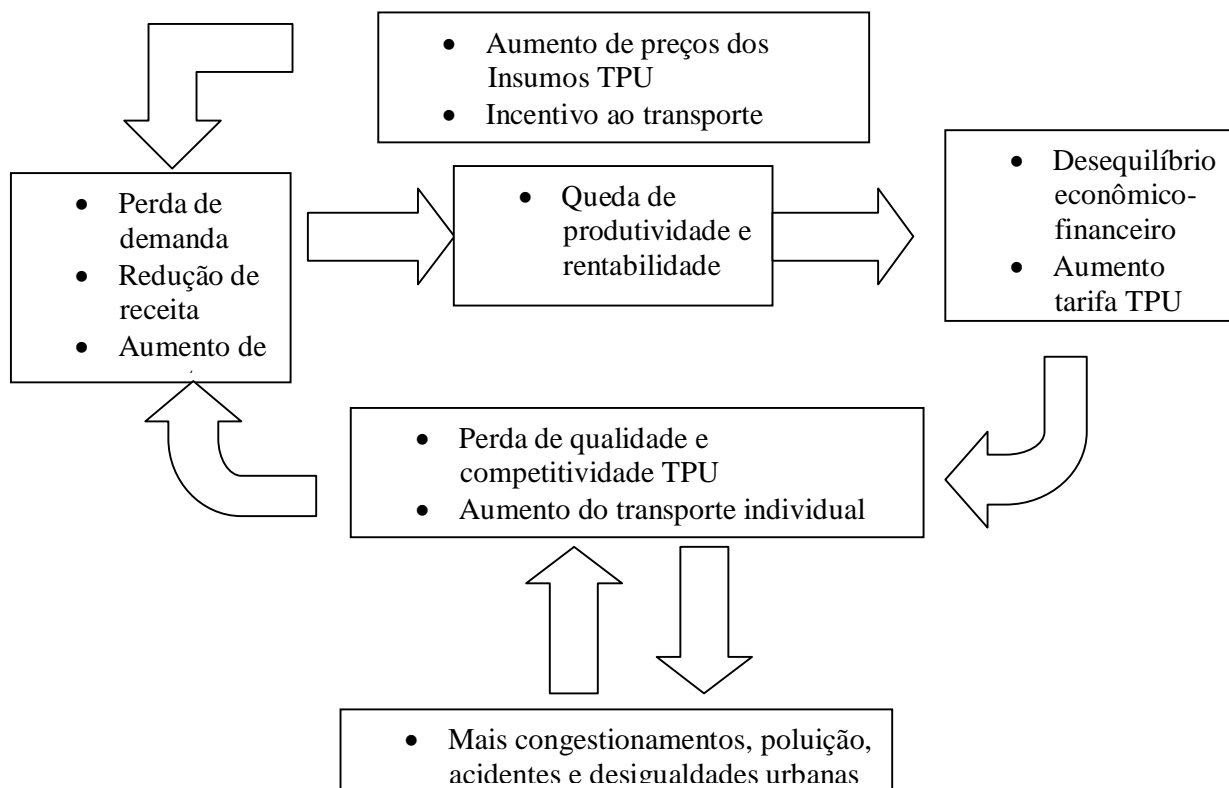 • Aumento de preços dos
Insumos TPU
• Incentivo ao transporte
• Perda de
demanda
• Redução de
receita
• Aumento de
• Queda de
produtividade e
rentabilidade
• Desequilíbrio
econômico-
financeiro
• Aumento
tarifa TPU
• Perda de qualidade e
competitividade TPU
• Aumento do transporte individual
• Mais congestionamentos, poluição,
acidentes e desigualdades urbanas